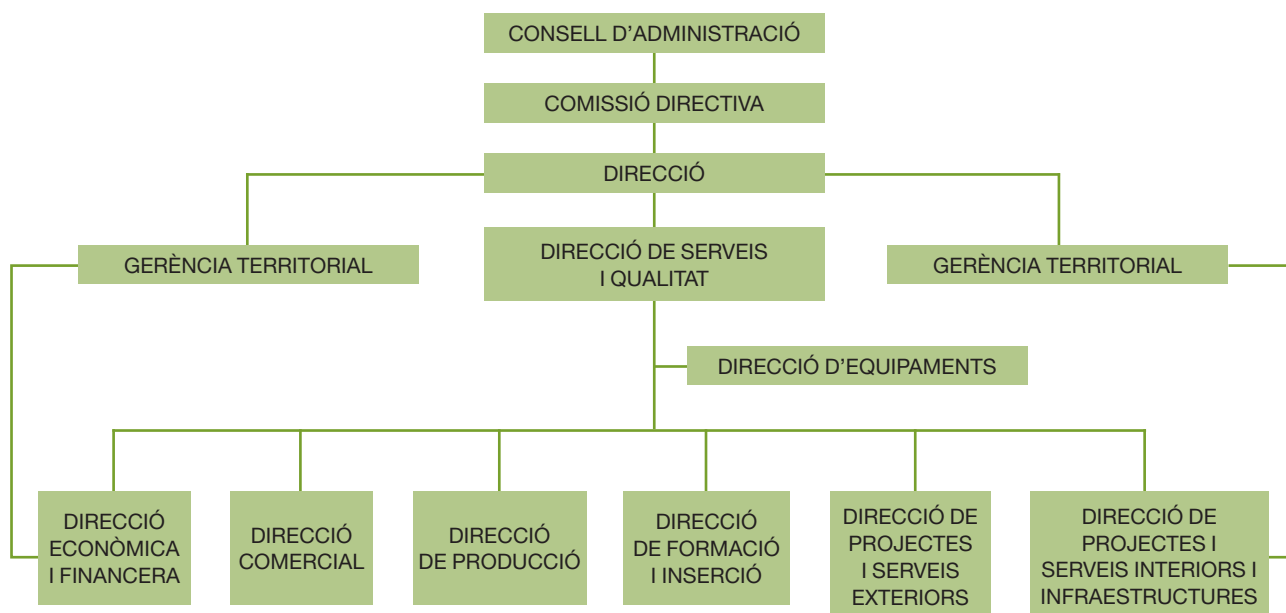 CONSELL D'ADMINISTRACIÓ
COMISSIÓ DIRECTIVA
DIRECCIÓ
GERÈNCIA TERRITORIAL
DIRECCIÓ DE SERVEIS
I QUALITAT
GERÈNCIA TERRITORIAL
DIRECCIÓ D'EQUIPAMENTS
DIRECCIÓ
ECONÒMICA
I FINANCERA
DIRECCIÓ
COMERCIAL
DIRECCIÓ
DE PRODUCCIÓ
DIRECCIÓ
DE FORMACIÓ
I INSERCIÓ
DIRECCIÓ DE
PROJECTES
I SERVEIS
EXTERIORS
DIRECCIÓ DE
PROJECTES I
SERVEIS INTERIORS I
INFRAESTRUCTURES